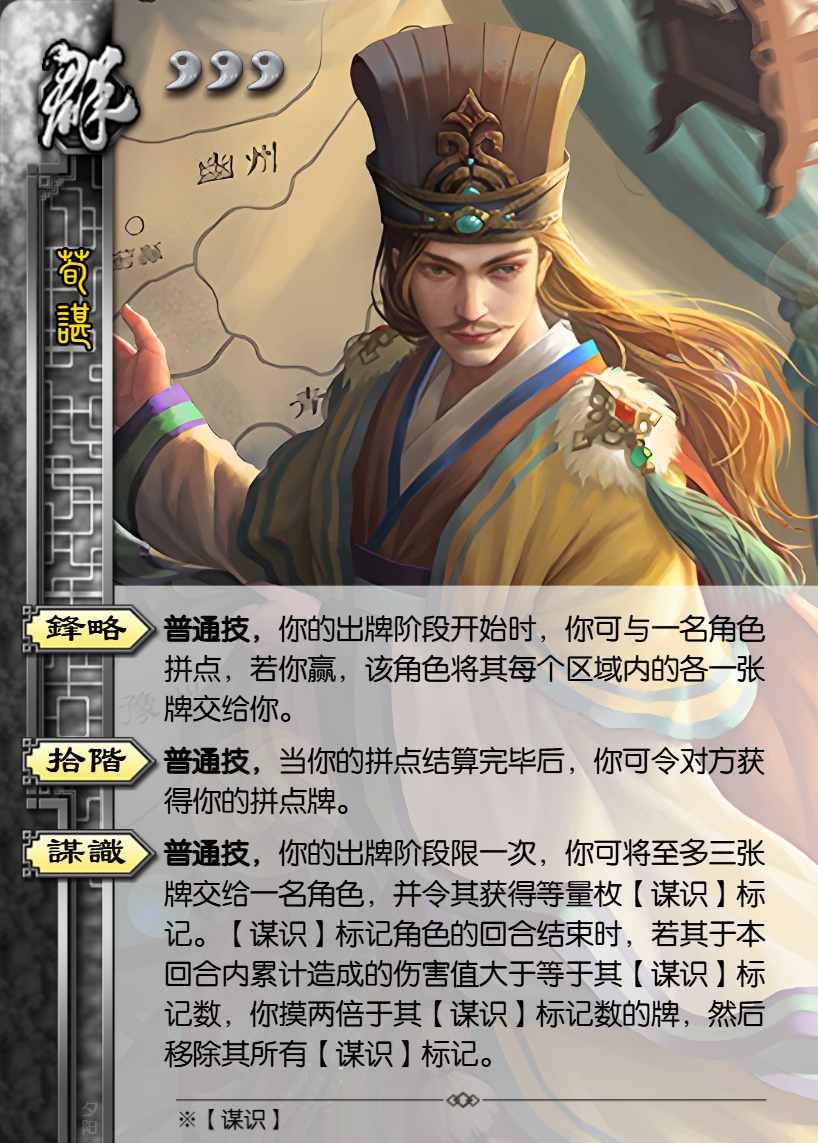 群
幽州
荀諶
青
鋒略
普通技，你的出牌阶段开始时，你可与一名角色
拼点，若你赢，该角色将其每个区域内的各一张
牌交给你。
豫
拾階
普通技，当你的拼点结算完毕后，你可令对方获
得你的拼点牌。
謀識
普通技，你的出牌阶段限一次，你可将至多三张
牌交给一名角色，并令其获得等量枚【谋识】标
记。【谋识】标记角色的回合结束时，若其于本
回合内累计造成的伤害值大于等于其【谋识】标
记数，你摸两倍于其【谋识】标记数的牌，然后
移除其所有【谋识】标记。
※【谋识】
夕阳